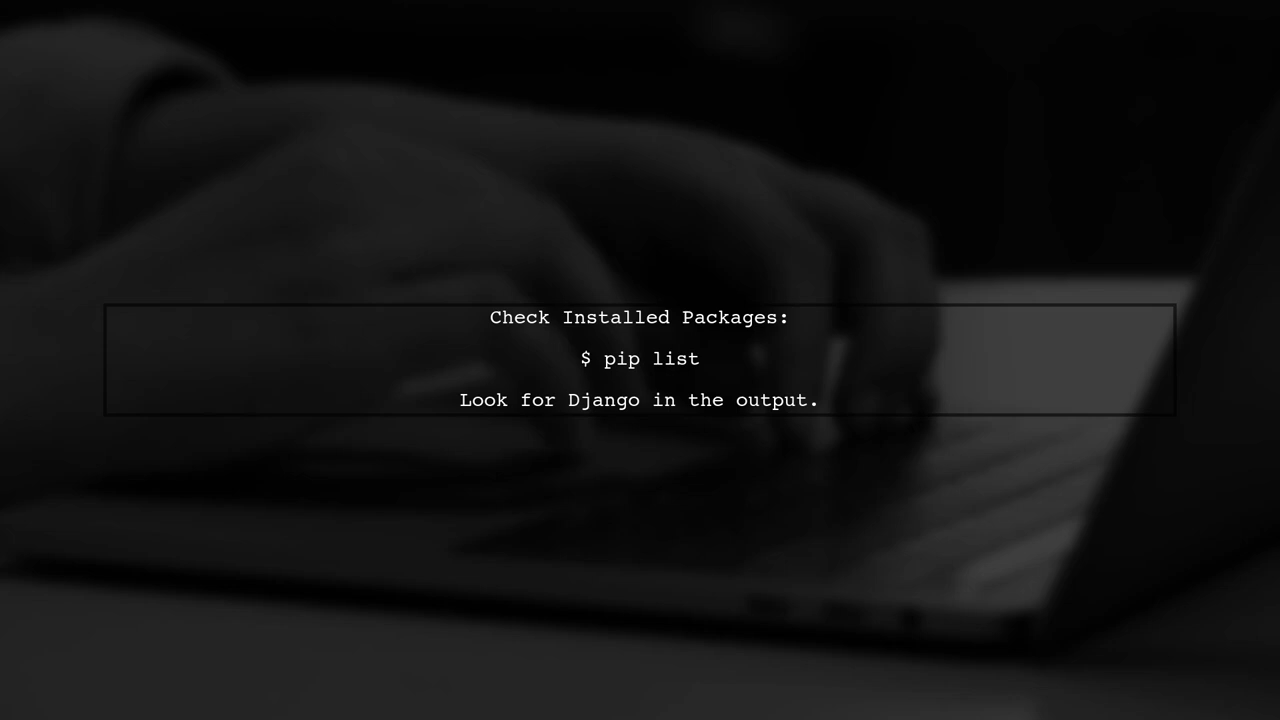 Check Installed Packages:
$ pip list
Look for Django in the output.